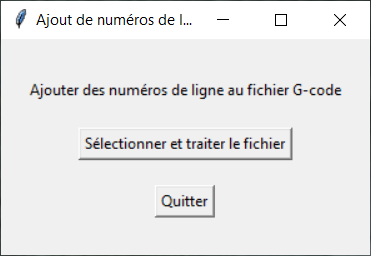 Ajout de numéros de l...
Ajouter des numéros de ligne au fichier G-code
Sélectionner et traiter le fichier
Quitter